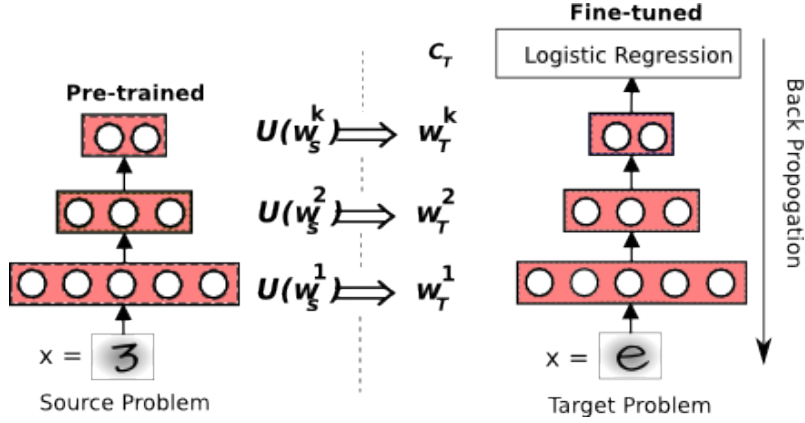 Fine-tuned
C_T
Logistic Regression
Pre-trained
U(w_s^k) ⟹ w_T^k
U(w_s^2) ⟹ w_T^2
U(w_s^1) ⟹ w_T^1
Back Propogation
x = 3
x = e
Source Problem
Target Problem